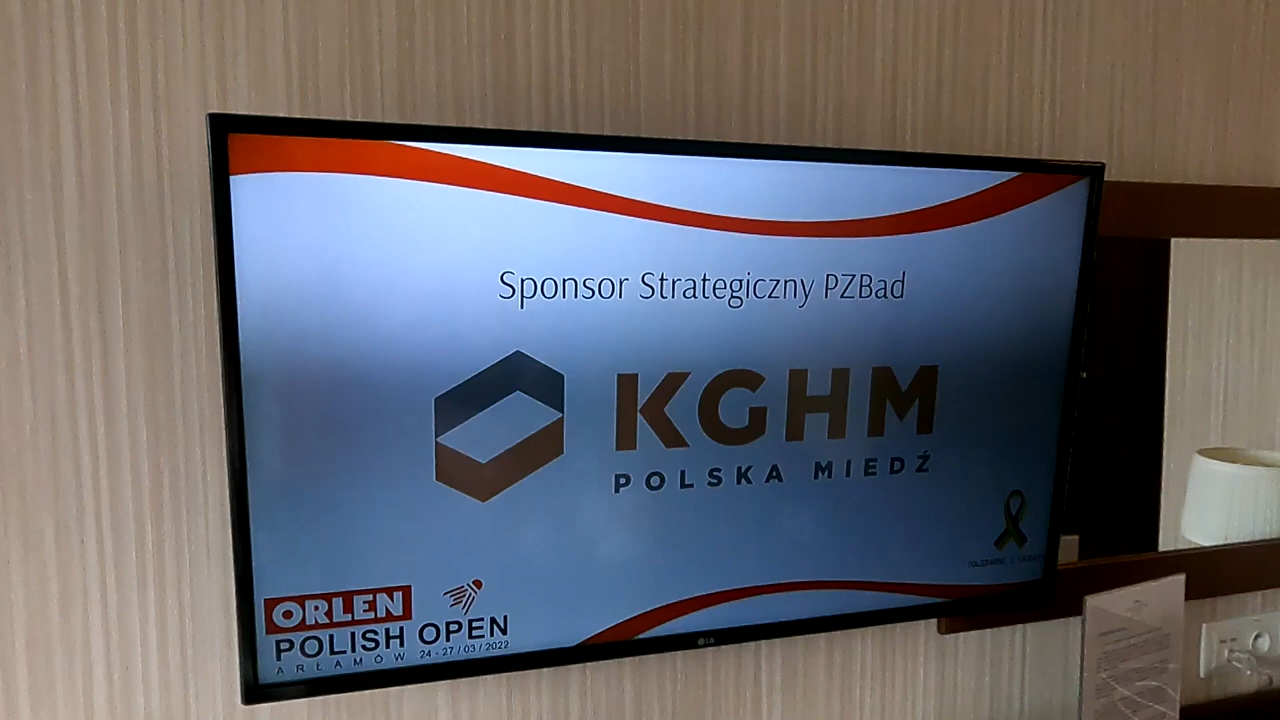 Sponsor Strategiczny PZBad
KGHM
POLSKA MIEDŹ
ORLEN
POLISH OPEN
ARŁAMÓW 24 - 27 / 03 / 2022
LG